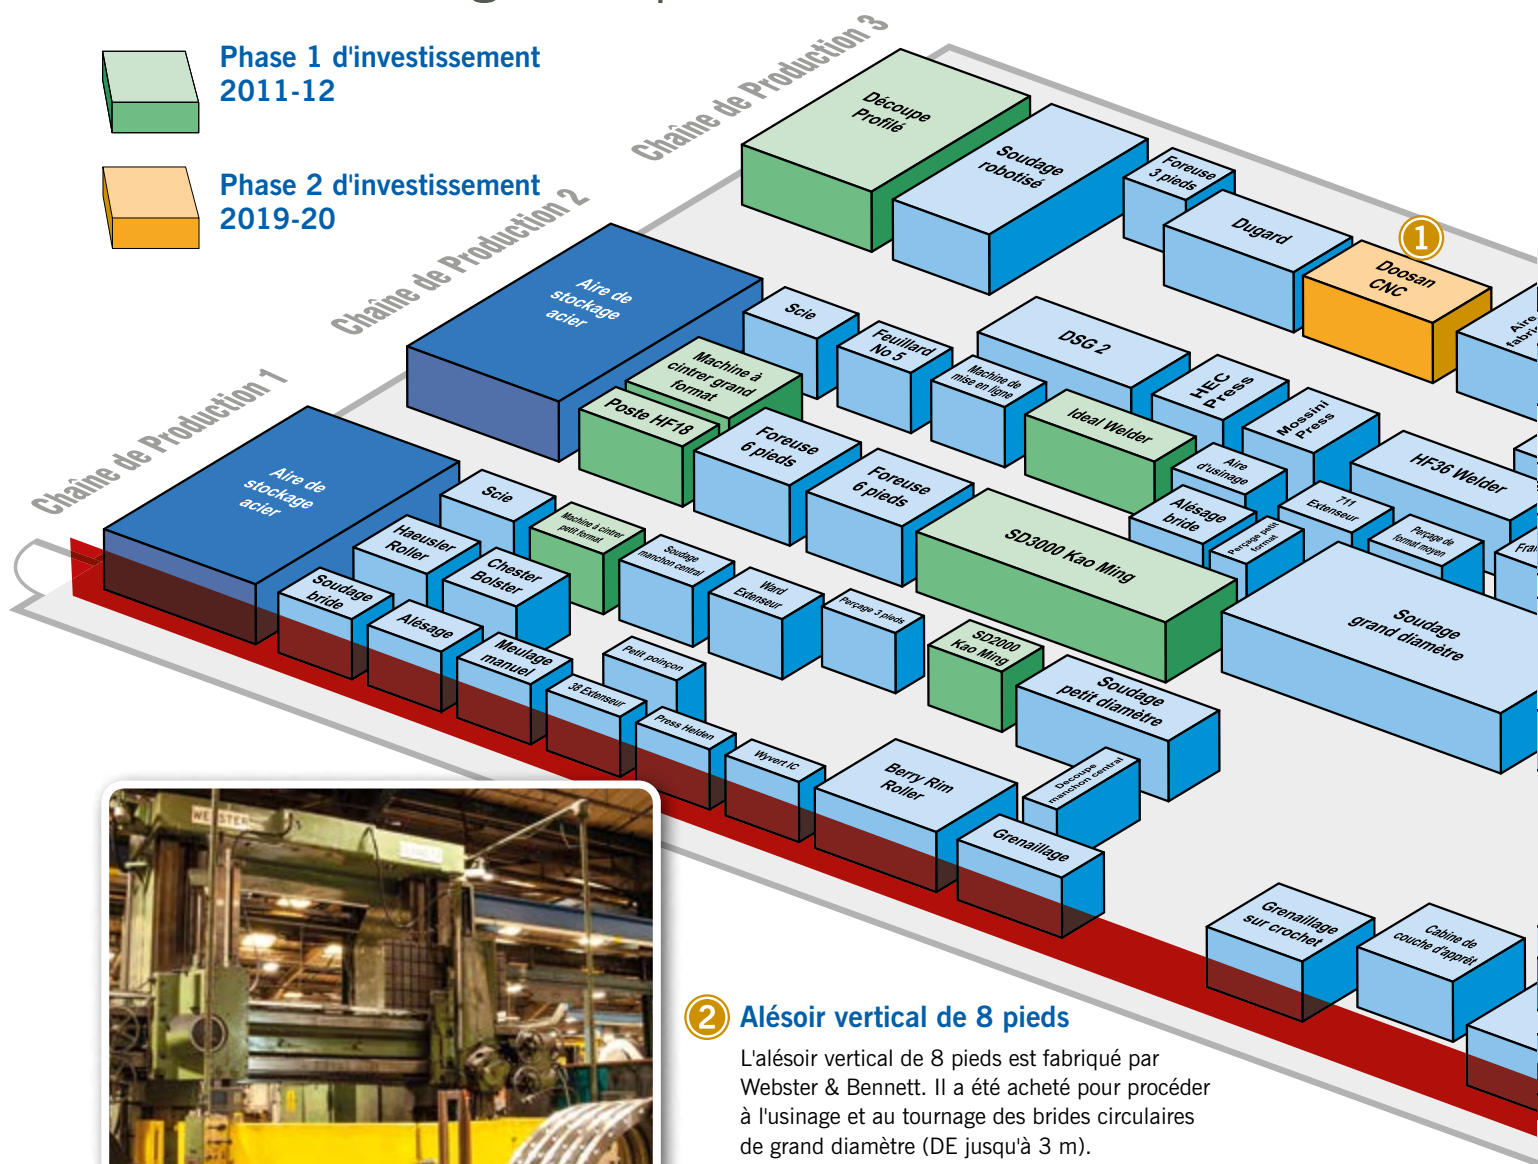 Phase 1 d'investissement
2011-12
Phase 2 d'investissement
2019-20
Chaîne de Production 3
Chaîne de Production 2
Chaîne de Production 1
Découpe
Profilé
Soudage
robotisé
Foreuse
3 pieds
Dugard
1
Doosan
CNC
Aire
Aire de
stockage
acier
Scie
Feuillard
No 5
Machine de
mise en ligne
DSG 2
HEC
Press
Mossini
Press
HF36 Welder
Machine à
cintrer grand
format
Poste HF18
Foreuse
6 pieds
Foreuse
6 pieds
Ideal Welder
Aire
d'usinage
Alésage
bride
Perçage petit
format
711
Extenseur
Perçage de
format moyen
SD3000 Kao Ming
Soudage
grand diamètre
Aire de
stockage
acier
Scie
Haeusler
Roller
Chester
Bolster
Machine à cintrer
petit format
Soudage
manchon central
Ward
Extenseur
Perçage 3 pieds
SD2000
Kao Ming
Soudage
petit diamètre
Decoupe
manchon central
Soudage
bride
Alésage
Meulage
manuel
Petit poinçon
36 Extenseur
Press Helden
Wyvert IC
Berry Rim
Roller
Grenaillage
Grenaillage
sur crochet
Cabine de
couche d'apprêt
WEBSTER
2 Alésoir vertical de 8 pieds
L'alésoir vertical de 8 pieds est fabriqué par
Webster & Bennett. Il a été acheté pour procéder
à l'usinage et au tournage des brides circulaires
de grand diamètre (DE jusqu'à 3 m).